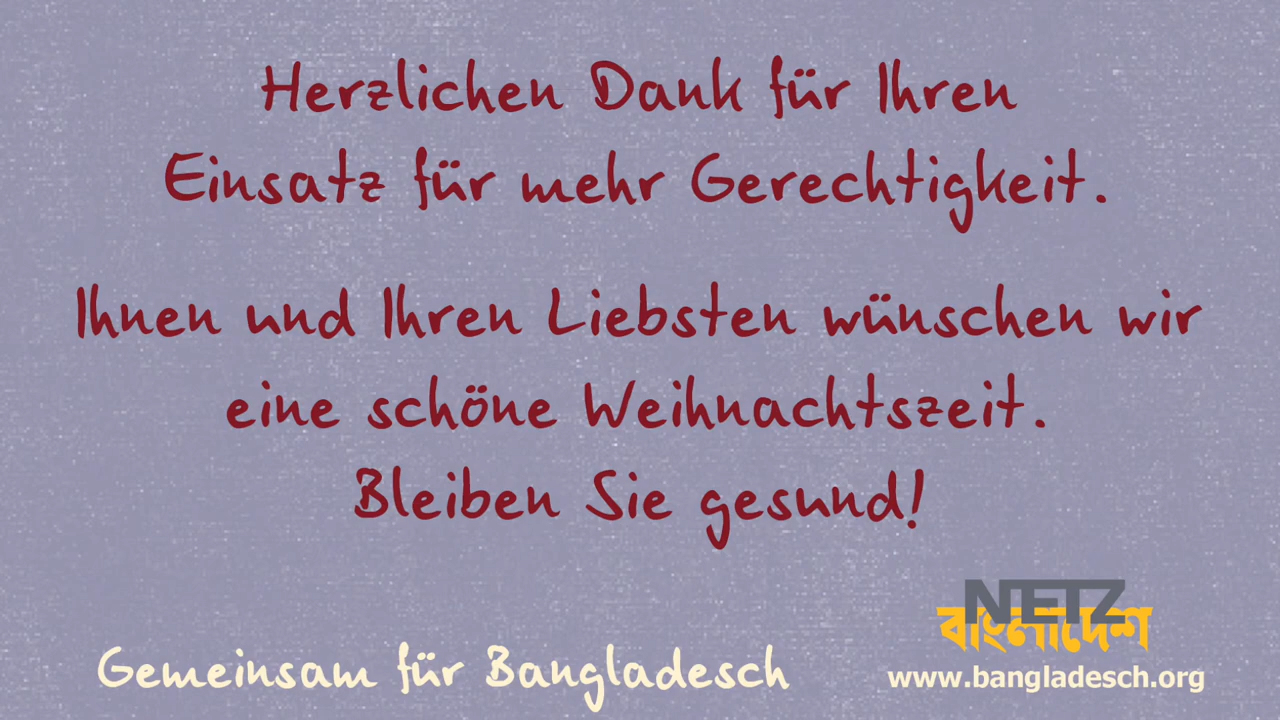 Herzlichen Dank für Ihren
Einsatz für mehr Gerechtigkeit.
Ihnen und Ihren Liebsten wünschen wir
eine schöne Weihnachtszeit.
Bleiben Sie gesund!
NETZ
বাংলাদেশ
Gemeinsam für Bangladesch
www.bangladesch.org